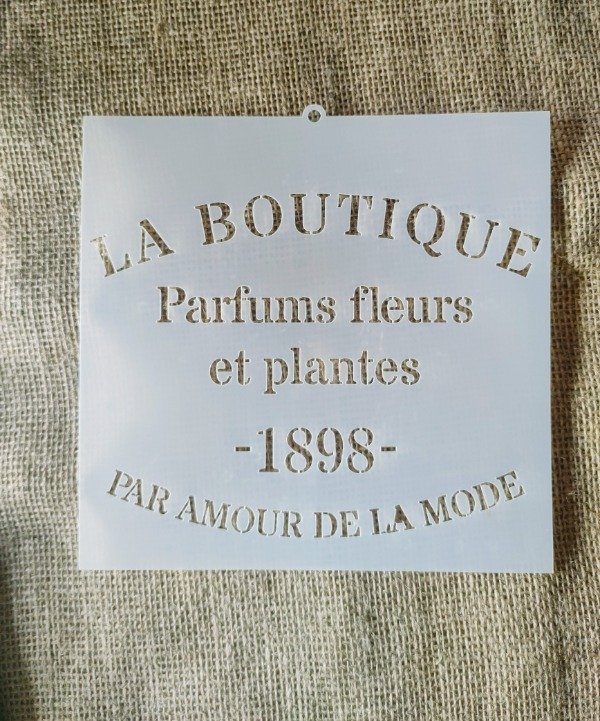 LA BOUTIQUE
Parfums fleurs
et plantes
-1898-
PAR AMOUR DE LA MODE